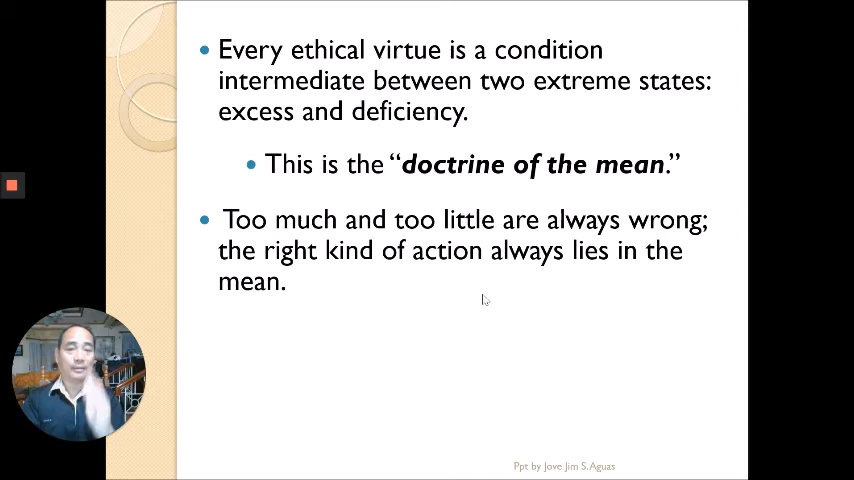 Every ethical virtue is a condition
intermediate between two extreme states:
excess and deficiency.
This is the “doctrine of the mean.”
Too much and too little are always wrong;
the right kind of action always lies in the
mean.
Ppt by Jove Jim S. Aguas